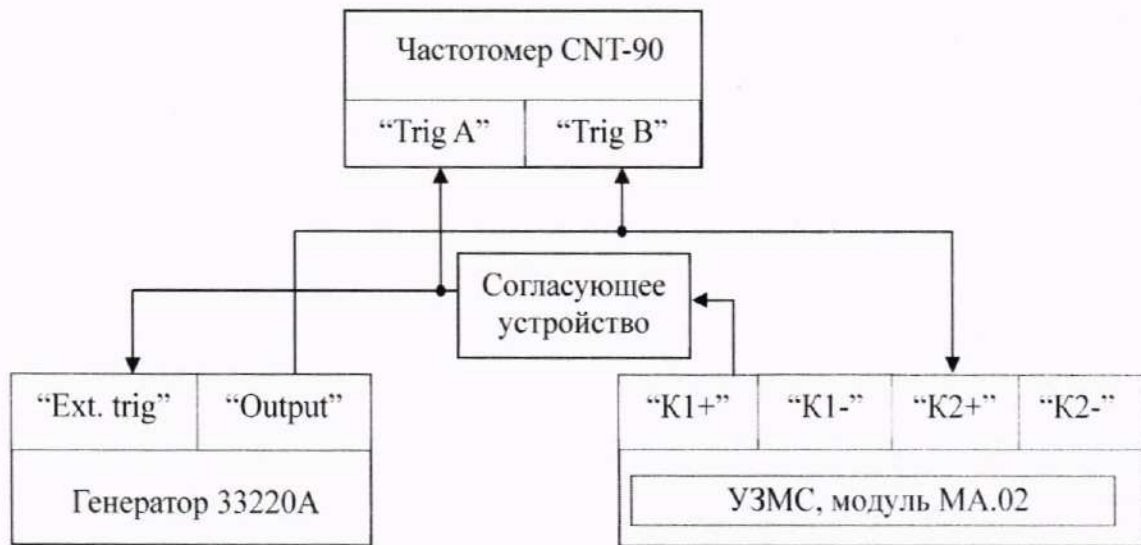 Частотомер CNT-90
“Trig A” “Trig B”
Согласующее
устройство
“Ext. trig” “Output” “К1+” “К1-” “К2+” “К2-”
Генератор 33220А УЗМС, модуль МА.02